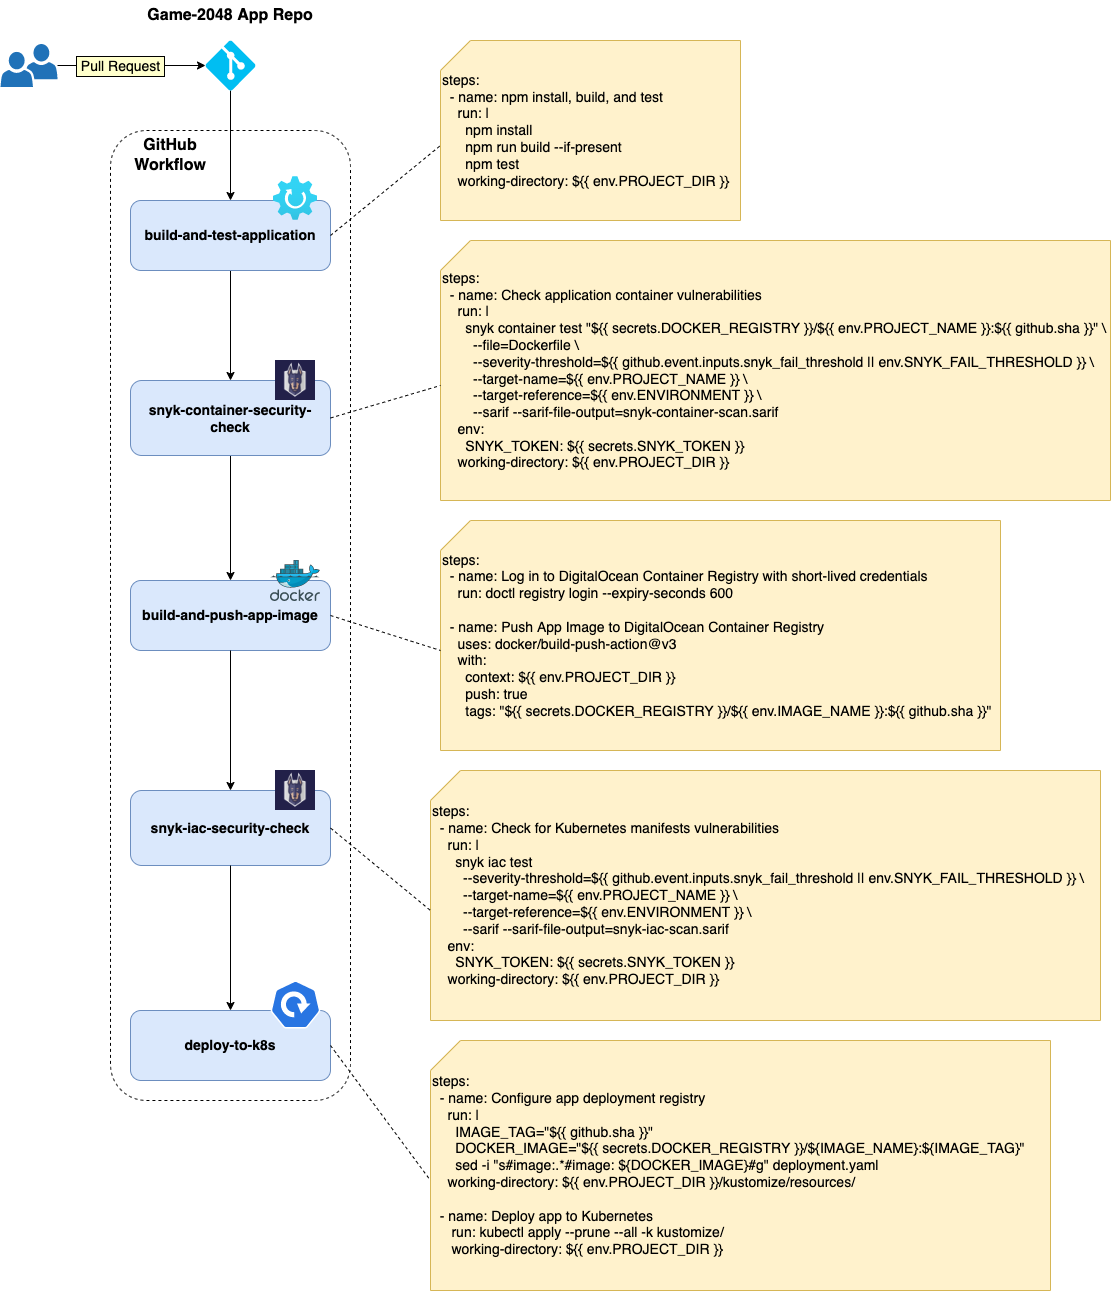 Game-2048 App Repo
Pull Request
GitHub
Workflow
build-and-test-application
steps:
- name: npm install, build, and test
run: |
npm install
npm run build --if-present
npm test
working-directory: ${{ env.PROJECT_DIR }}
snyk-container-security-
check
steps:
- name: Check application container vulnerabilities
run: |
snyk container test "${{ secrets.DOCKER_REGISTRY }}/${{ env.PROJECT_NAME }}:${{ github.sha }}" \
--file=Dockerfile \
--severity-threshold=${{ github.event.inputs.snyk_fail_threshold || env.SNYK_FAIL_THRESHOLD }} \
--target-name=${{ env.PROJECT_NAME }} \
--target-reference=${{ env.ENVIRONMENT }} \
--sarif --sarif-file-output=snyk-container-scan.sarif
env:
SNYK_TOKEN: ${{ secrets.SNYK_TOKEN }}
working-directory: ${{ env.PROJECT_DIR }}
docker
build-and-push-app-image
steps:
- name: Log in to DigitalOcean Container Registry with short-lived credentials
run: doctl registry login --expiry-seconds 600
- name: Push App Image to DigitalOcean Container Registry
uses: docker/build-push-action@v3
with:
context: ${{ env.PROJECT_DIR }}
push: true
tags: "${{ secrets.DOCKER_REGISTRY }}/${{ env.IMAGE_NAME }}:${{ github.sha }}"
snyk-iac-security-check
steps:
- name: Check for Kubernetes manifests vulnerabilities
run: |
snyk iac test
--severity-threshold=${{ github.event.inputs.snyk_fail_threshold || env.SNYK_FAIL_THRESHOLD }} \
--target-name=${{ env.PROJECT_NAME }} \
--target-reference=${{ env.ENVIRONMENT }} \
--sarif --sarif-file-output=snyk-iac-scan.sarif
env:
SNYK_TOKEN: ${{ secrets.SNYK_TOKEN }}
working-directory: ${{ env.PROJECT_DIR }}
deploy-to-k8s
steps:
- name: Configure app deployment registry
run: |
IMAGE_TAG="${{ github.sha }}"
DOCKER_IMAGE="${{ secrets.DOCKER_REGISTRY }}/${IMAGE_NAME}:${IMAGE_TAG}"
sed -i "s#image:.*#image: ${DOCKER_IMAGE}#g" deployment.yaml
working-directory: ${{ env.PROJECT_DIR }}/kustomize/resources/
- name: Deploy app to Kubernetes
run: kubectl apply --prune --all -k kustomize/
working-directory: ${{ env.PROJECT_DIR }}